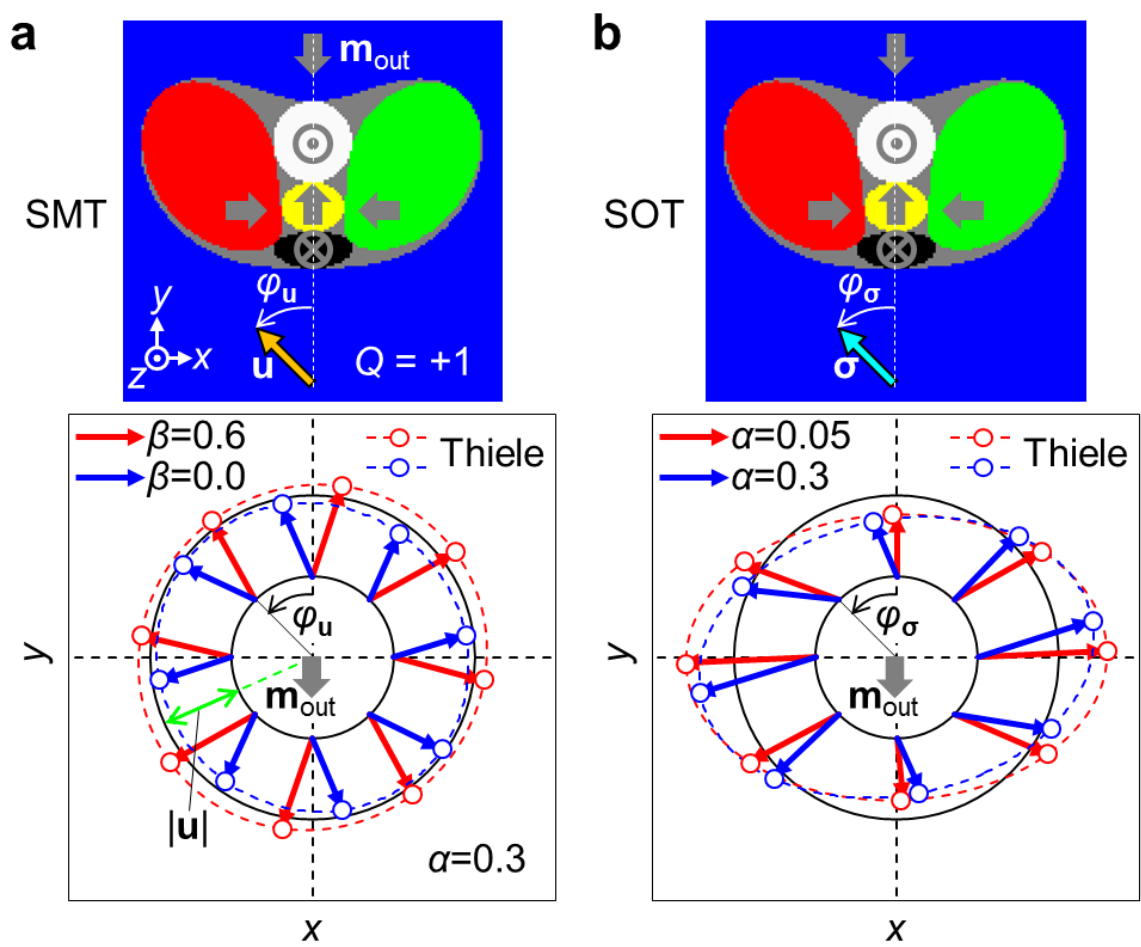 a
m_out
SMT
φ_u
y
x
z
u
Q = +1
β=0.6
β=0.0
Thiele
φ_u
m_out
|u|
α=0.3
y
x
b
m_out
SOT
φ_σ
σ
α=0.05
α=0.3
Thiele
φ_σ
m_out
y
x